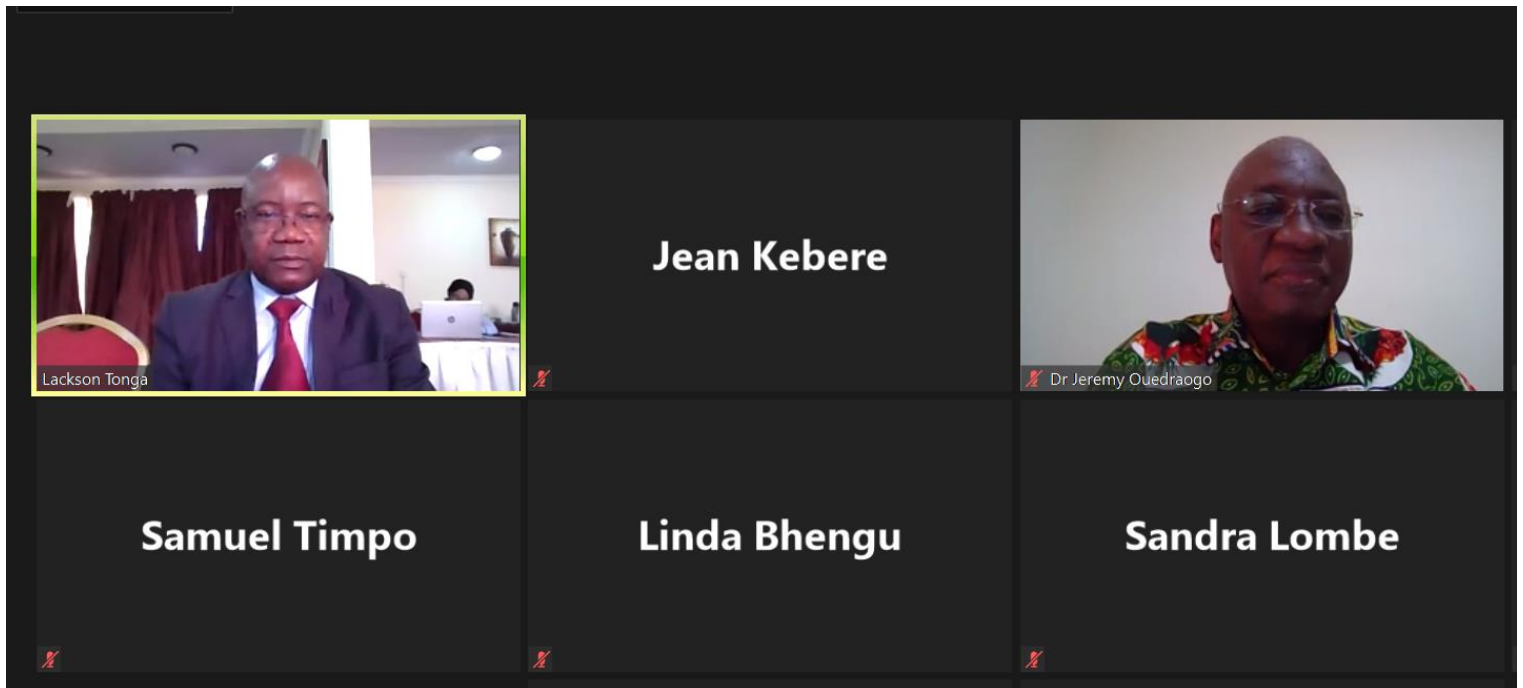 Jean Kebere
Lackson Tonga
Dr Jeremy Ouedraogo
Samuel Timpo
Linda Bhengu
Sandra Lombe